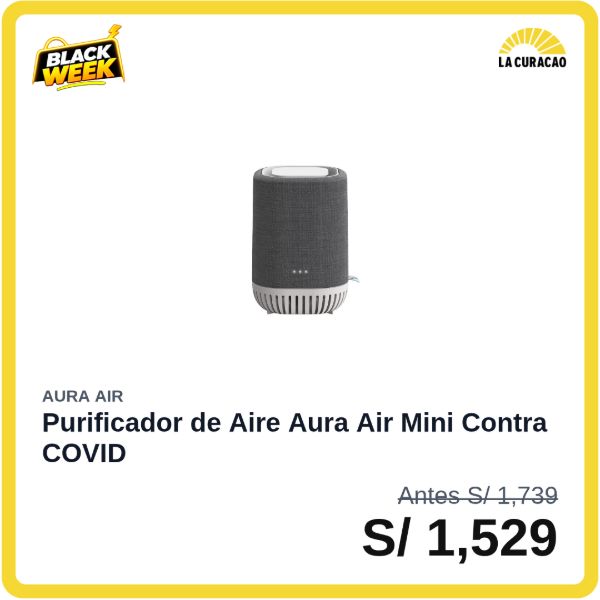 BLACK
WEEK
LA CURACAO
AURA AIR
Purificador de Aire Aura Air Mini Contra
COVID
Antes S/ 1,739
S/ 1,529